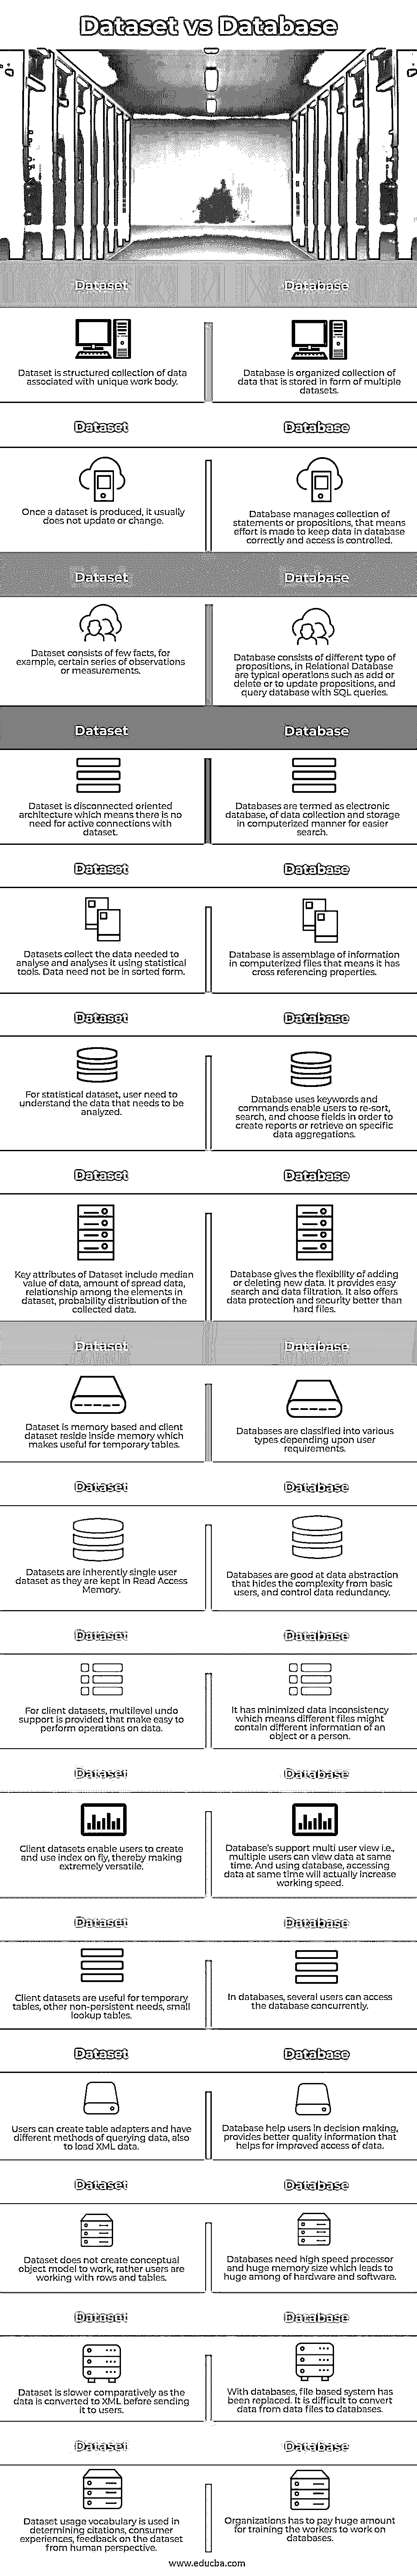 Dataset vs Database
Dataset
Database
Dataset is structured collection of data
associated with unique work body.
Database is organized collection of
data that is stored in form of multiple
datasets.
Dataset
Database
Once a dataset is produced, it usually
does not update or change.
Database manages collection of
statements or propositions, that means
effort is made to keep data in database
correctly and access is controlled.
Dataset
Database
Dataset consists of few facts, for
example, certain series of observations
or measurements.
Database consists of different type of
propositions, in Relational Database
are typical operations such as add or
delete or to update propositions, and
query database with SQL queries.
Dataset
Database
Dataset is disconnected oriented
architecture which means there is no
need for active connections with
dataset.
Databases are termed as electronic
database, of data collection and storage
in computerized manner for easier
search.
Dataset
Database
Datasets collect the data needed to
analyse and analyses it using statistical
tools. Data need not be in sorted form.
Database is assemblage of information
in computerized files that means it has
cross referencing properties.
Dataset
Database
For statistical dataset, user need to
understand the data that needs to be
analyzed.
Database uses keywords and
commands enable users to re-sort,
search, and choose fields in order to
create reports or retrieve on specific
data aggregations.
Dataset
Database
Key attributes of Dataset include median
value of data, amount of spread data,
relationship among the elements in
dataset, probability distribution of the
collected data.
Database gives the flexibility of adding
or deleting new data. It provides easy
search and data filtration. It also offers
data protection and security better than
hard files.
Dataset
Database
Dataset is memory based and client
dataset reside inside memory which
makes useful for temporary tables.
Databases are classified into various
types depending upon user
requirements.
Dataset
Database
Datasets are inherently single user
dataset as they are kept in Read Access
Memory.
Databases are good at data abstraction
that hides the complexity from basic
users, and control data redundancy.
Dataset
Database
For client datasets, multilevel undo
support is provided that make easy to
perform operations on data.
It has minimized data inconsistency
which means different files might
contain different information of an
object or a person.
Dataset
Database
Client datasets enable users to create
and use index on fly, thereby making
extremely versatile.
Database's support multi user view i.e.,
multiple users can view data at same
time. And using database, accessing
data at same time will actually increase
working speed.
Dataset
Database
Client datasets are useful for temporary
tables, other non-persistent needs, small
lookup tables.
In databases, several users can access
the database concurrently.
Dataset
Database
Users can create table adapters and have
different methods of querying data, also
to load XML data.
Database help users in decision making,
provides better quality information that
helps for improved access of data.
Dataset
Database
Dataset does not create conceptual
object model to work, rather users are
working with rows and tables.
Databases need high speed processor
and huge memory size which leads to
huge among of hardware and software.
Dataset
Database
Dataset is slower comparatively as the
data is converted to XML before sending
it to users.
With databases, file based system has
been replaced. It is difficult to convert
data from data files to databases.
Dataset
Database
Dataset usage vocabulary is used in
determining citations, consumer
experiences, feedback on the dataset
from human perspective.
Organizations has to pay huge amount
for training the workers to work on
databases.
www.educba.com